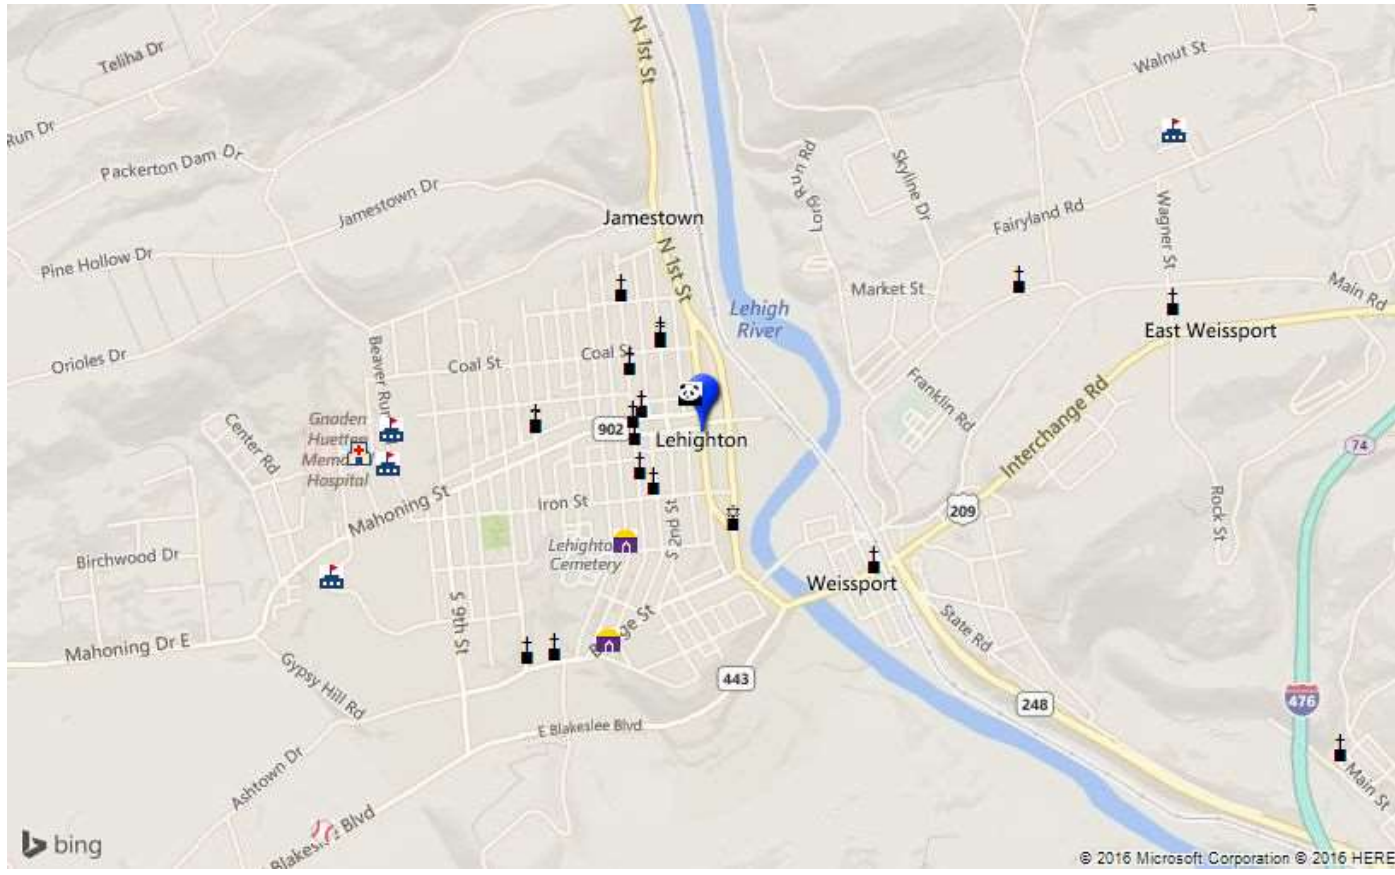 Teliha Dr
N 1st St
Walnut St
Run Dr
Packerton Dam Dr
Long Run Rd
Skyline Dr
Jamestown Dr
Jamestown
Fairyland Rd
Wagner St
Pine Hollow Dr
N 1st St
Market St
Main Rd
Lehigh
River
East Weissport
Orioles Dr
Beaver Run
Coal St
Coal St
Franklin Rd
Interchange Rd
Center Rd
Gnaden
Huetten
Hospital
902
Lehighton
74
Mahoning St
Iron St
S 2nd St
209
Rock St
Birchwood Dr
Cemetery
Weissport
S 9th St
State Rd
Mahoning Dr E
Gypsy Hill Rd
443
476
248
E Blakeslee Blvd
Ashtown Dr
Main St
Blvd
bing
© 2016 Microsoft Corporation © 2016 HERE